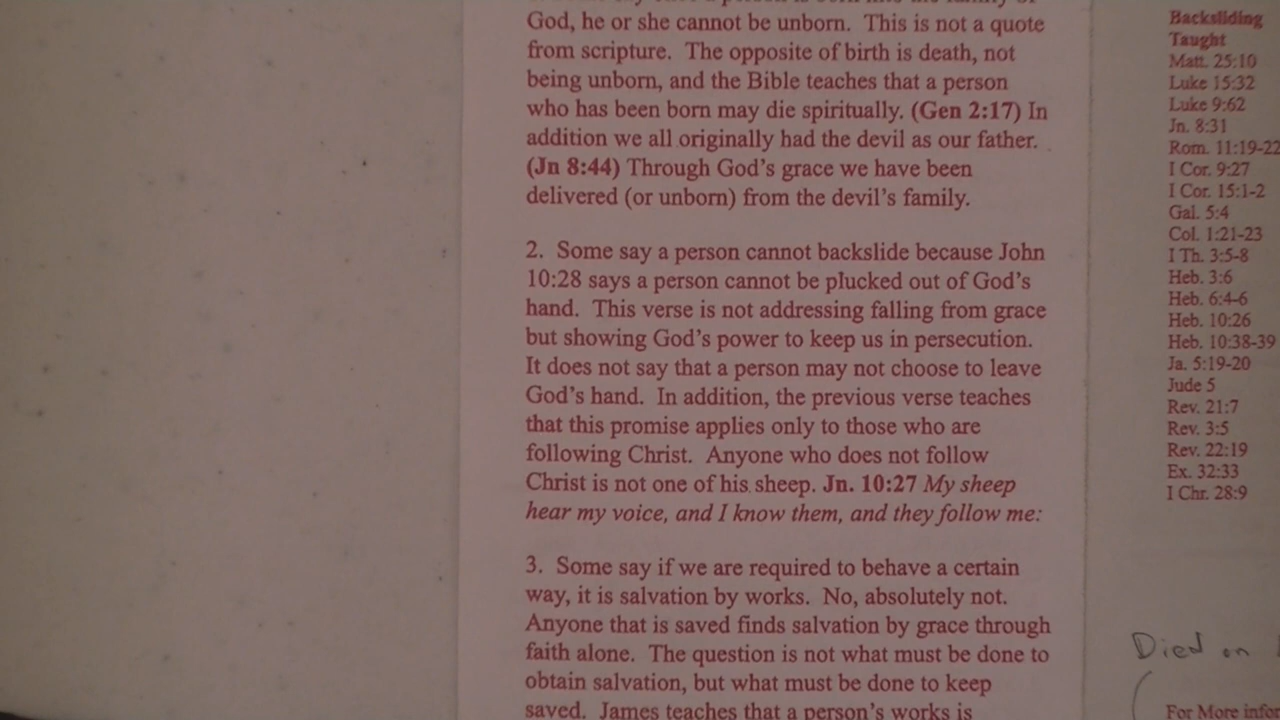 God, he or she cannot be unborn. This is not a quote
from scripture. The opposite of birth is death, not
being unborn, and the Bible teaches that a person
who has been born may die spiritually. (Gen 2:17) In
addition we all originally had the devil as our father.
(Jn 8:44) Through God's grace we have been
delivered (or unborn) from the devil's family.
2. Some say a person cannot backslide because John
10:28 says a person cannot be plucked out of God's
hand. This verse is not addressing falling from grace
but showing God's power to keep us in persecution.
It does not say that a person may not choose to leave
God's hand. In addition, the previous verse teaches
that this promise applies only to those who are
following Christ. Anyone who does not follow
Christ is not one of his sheep. Jn. 10:27 My sheep
hear my voice, and I know them, and they follow me:
3. Some say if we are required to behave a certain
way, it is salvation by works. No, absolutely not.
Anyone that is saved finds salvation by grace through
faith alone. The question is not what must be done to
obtain salvation, but what must be done to keep
saved. James teaches that a person's works is
Backsliding
Taught
Matt. 25:10
Luke 15:32
Luke 9:62
Jn. 8:31
Rom. 11:19-22
I Cor. 9:27
I Cor. 15:1-2
Gal. 5:4
Col. 1:21-23
I Th. 3:5-8
Heb. 3:6
Heb. 6:4-6
Heb. 10:26
Heb. 10:38-39
Ja. 5:19-20
Jude 5
Rev. 21:7
Rev. 3:5
Rev. 22:19
Ex. 32:33
I Chr. 28:9
Died on
For More